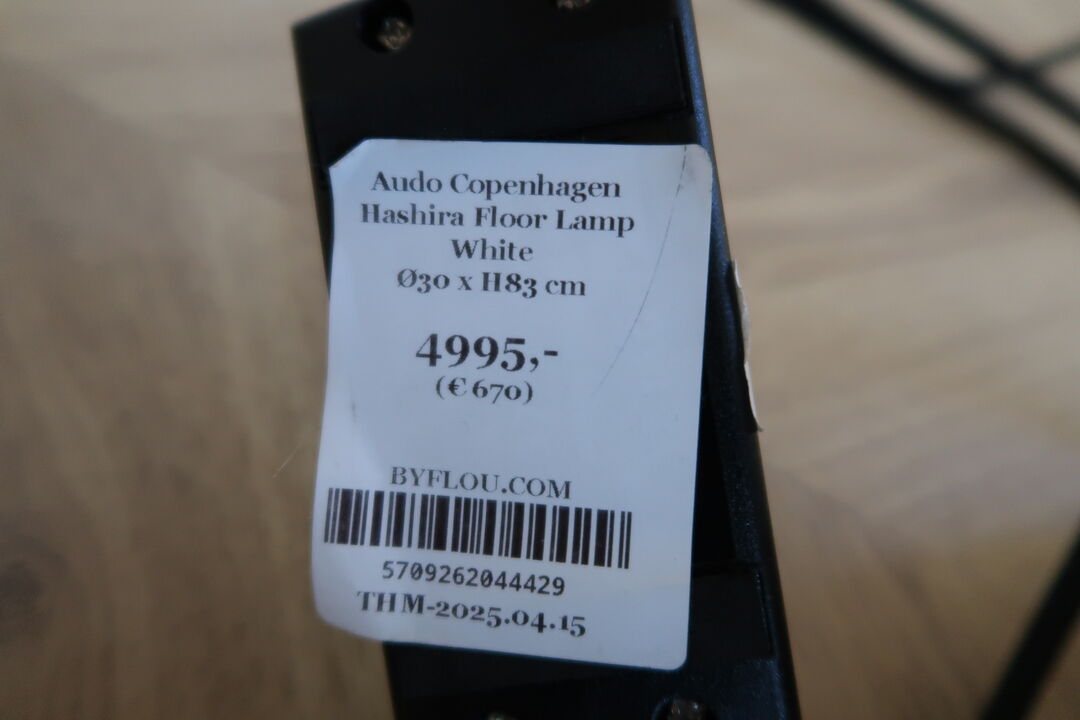 Audo Copenhagen
Hashira Floor Lamp
White
Ø30 x H83 cm
4995,-
(€ 670)
BYFLOU.COM
5709262044429
THM-2025.04.15